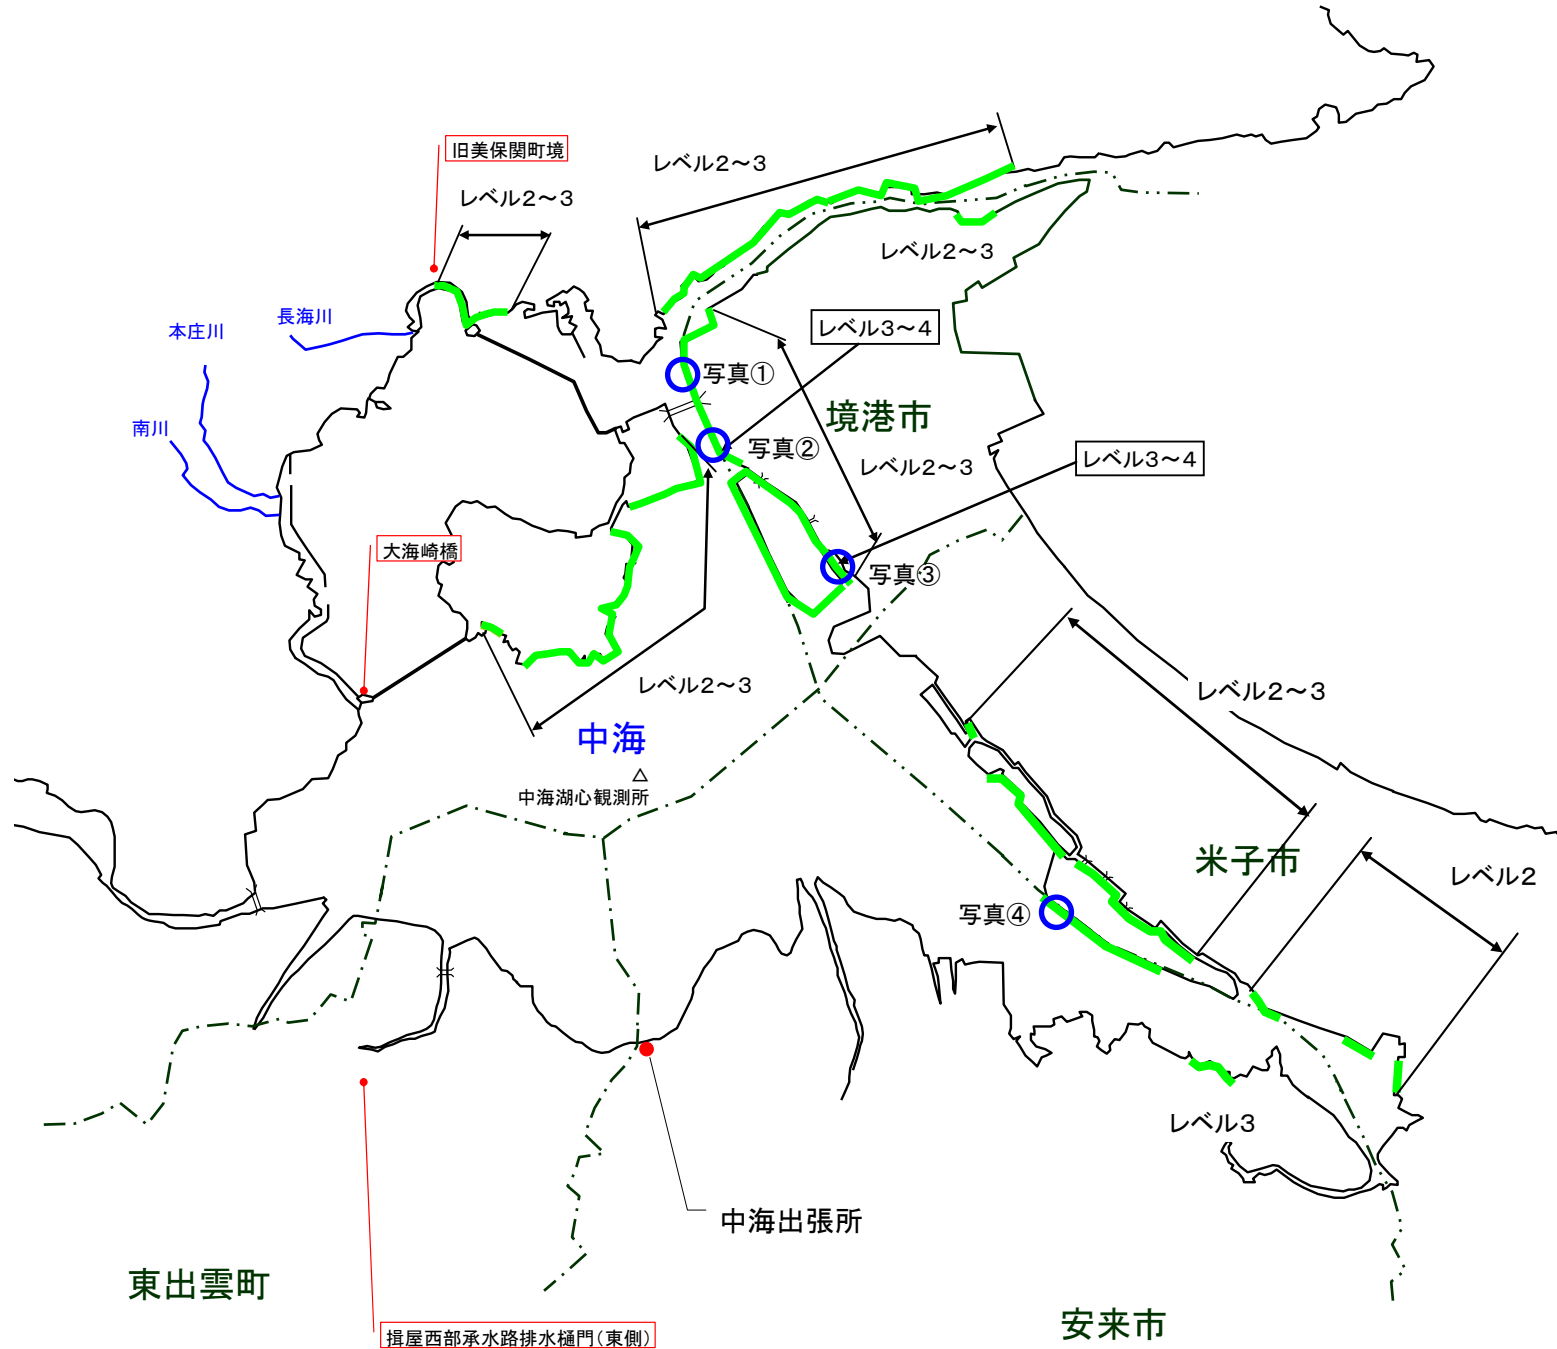 旧美保関町境
レベル2～3
レベル2～3
レベル2～3
長海川
本庄川
南川
レベル3～4
写真①
境港市
写真②
レベル2～3
レベル3～4
大海崎橋
写真③
レベル2～3
レベル2～3
中海
△
中海湖心観測所
米子市
レベル2
写真④
レベル3
中海出張所
東出雲町
揖屋西部承水路排水樋門（東側）
安来市